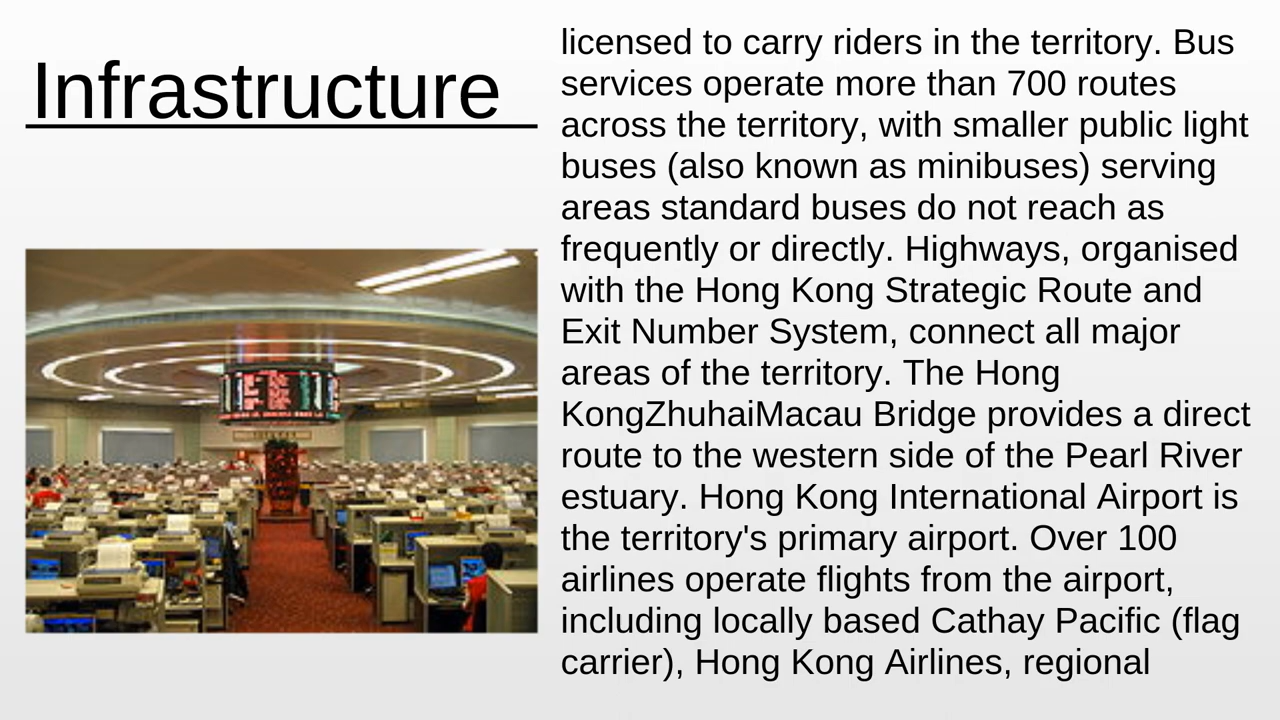 Infrastructure
licensed to carry riders in the territory. Bus
services operate more than 700 routes
across the territory, with smaller public light
buses (also known as minibuses) serving
areas standard buses do not reach as
frequently or directly. Highways, organised
with the Hong Kong Strategic Route and
Exit Number System, connect all major
areas of the territory. The Hong
KongZhuhaiMacau Bridge provides a direct
route to the western side of the Pearl River
estuary. Hong Kong International Airport is
the territory's primary airport. Over 100
airlines operate flights from the airport,
including locally based Cathay Pacific (flag
carrier), Hong Kong Airlines, regional